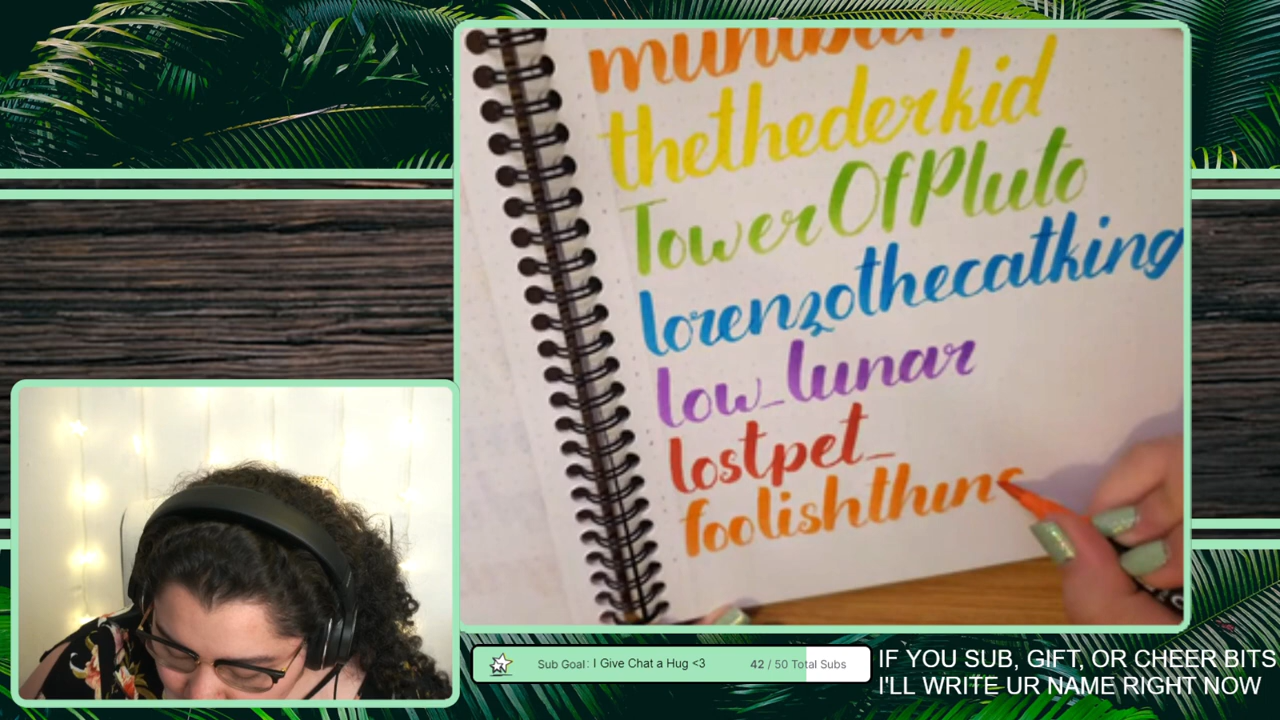 thethederkid
TowerOfPluto
lorenzothecatking
low_lunar
lostpet_
Sub Goal: I Give Chat a Hug <3 42 / 50 Total Subs
IF YOU SUB, GIFT, OR CHEER BITS
I'LL WRITE UR NAME RIGHT NOW